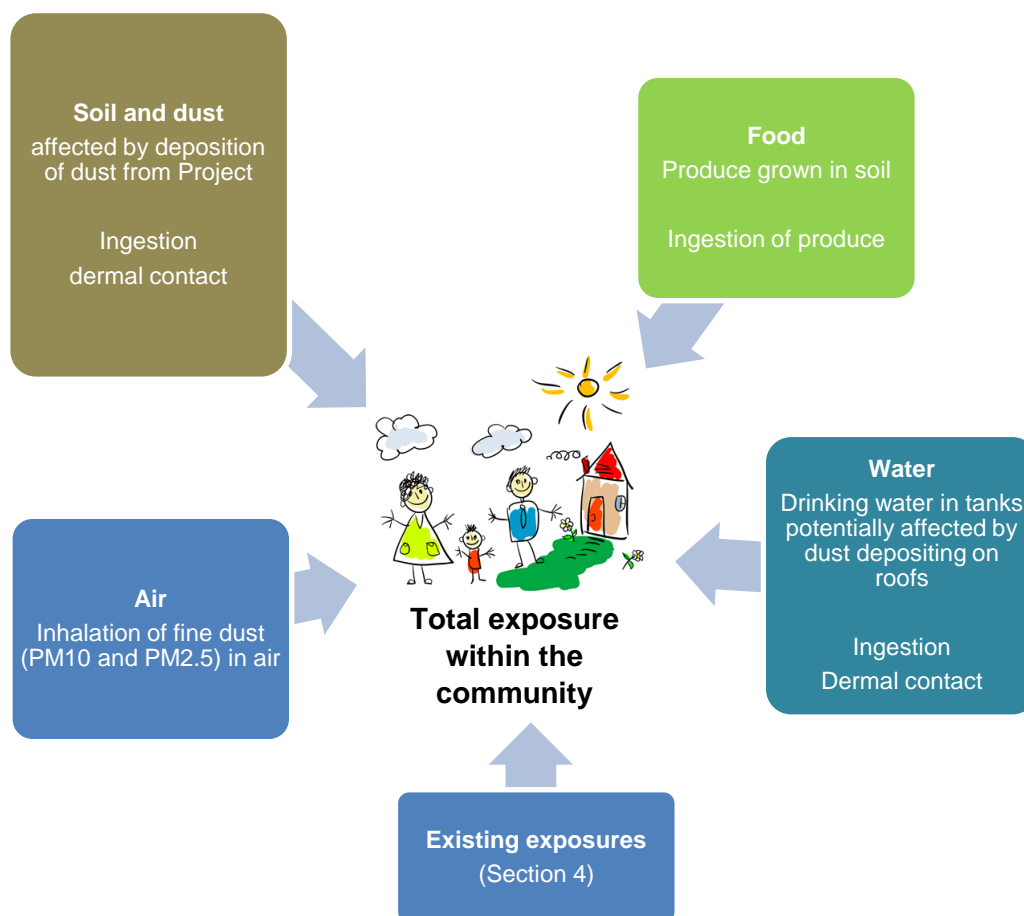 Soil and dust
affected by deposition
of dust from Project
Ingestion
dermal contact
Food
Produce grown in soil
Ingestion of produce
Air
Inhalation of fine dust
(PM10 and PM2.5) in air
Water
Drinking water in tanks
potentially affected by
dust depositing on
roofs
Ingestion
Dermal contact
Total exposure
within the
community
Existing exposures
(Section 4)